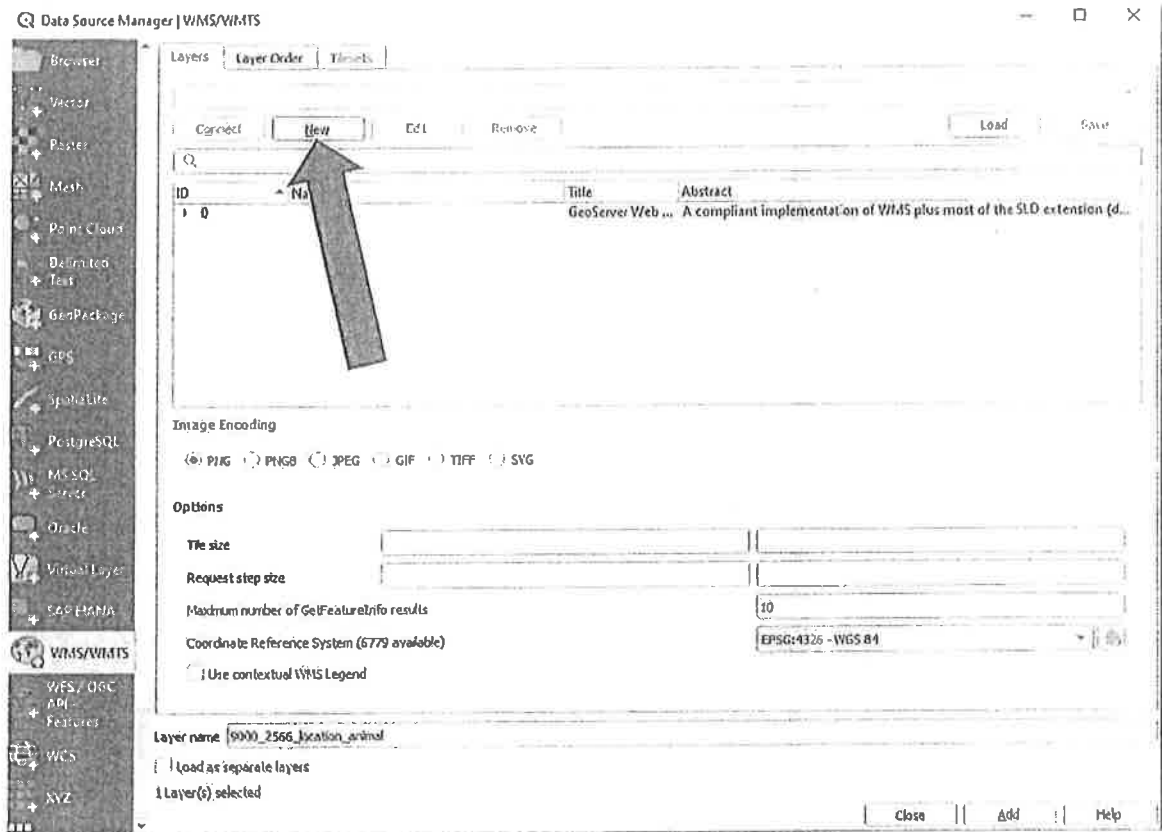 Data Source Manager | WMS/WMTS
Browser
Vector
Raster
Mesh
Point Cloud
Delimited
Text
GeoPackage
GPS
SpatiaLite
PostgreSQL
MS SQL
Server
Oracle
Virtual Layer
SAP HANA
WMS/WMTS
WFS / OGC
API -
Features
WCS
XYZ
Layers Layer Order Tilesets
Connect New Edit Remove Load Save
ID Na Title Abstract
0 GeoServer Web ... A compliant implementation of WMS plus most of the SLD extension (d...
Image Encoding
PNG PNG8 JPEG GIF TIFF SVG
Options
Tile size
Request step size
Maximum number of GetFeatureInfo results 10
Coordinate Reference System (6779 available) EPSG:4326 - WGS 84
Use contextual WMS Legend
Layer name 9000_2566_location_animal
Load as separate layers
1 Layer(s) selected
Close Add Help